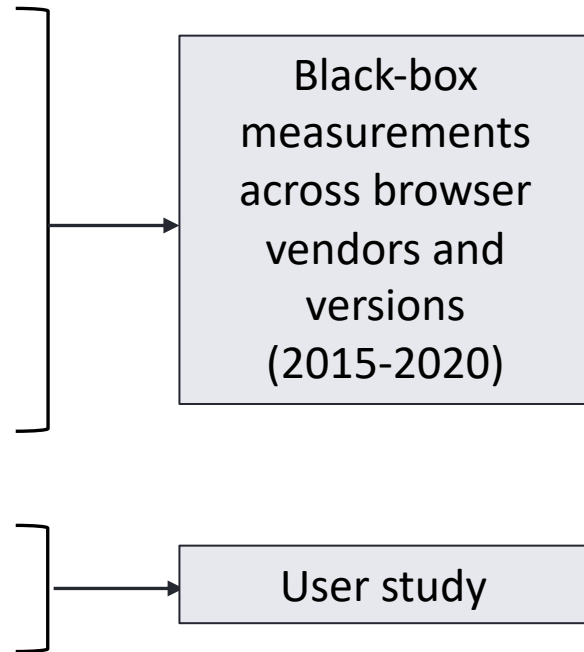 Black-box
measurements
across browser
vendors and
versions
(2015-2020)
User study